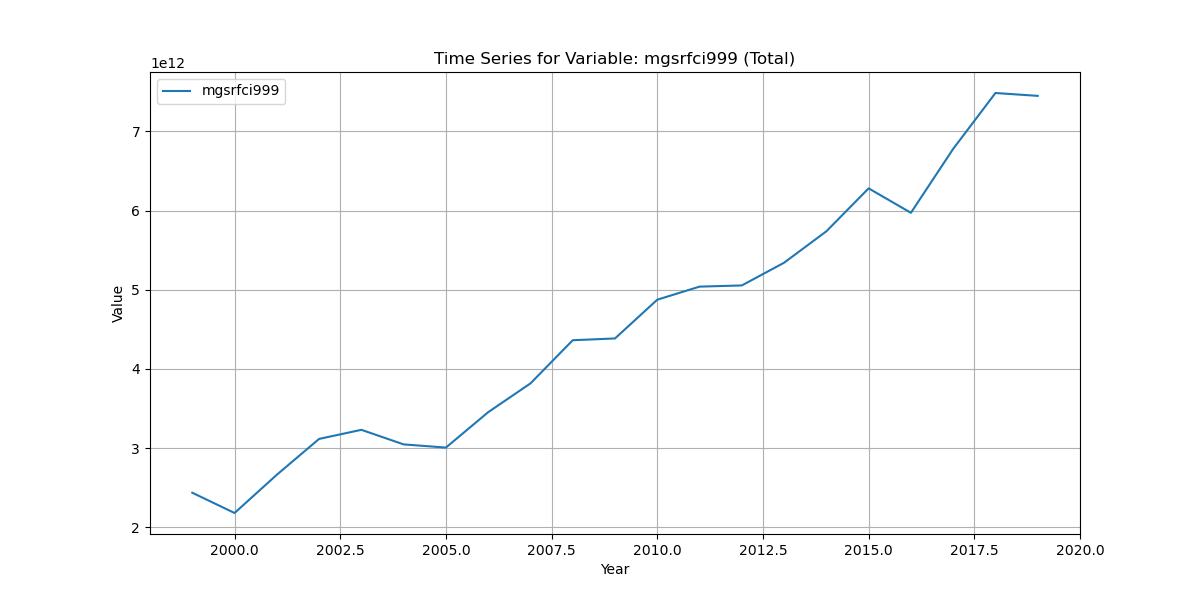 Time Series for Variable: mgsrfci999 (Total)
1e12
mgsrfci999
7
6
5
4
3
2
Value
2000.0 2002.5 2005.0 2007.5 2010.0 2012.5 2015.0 2017.5 2020.0
Year